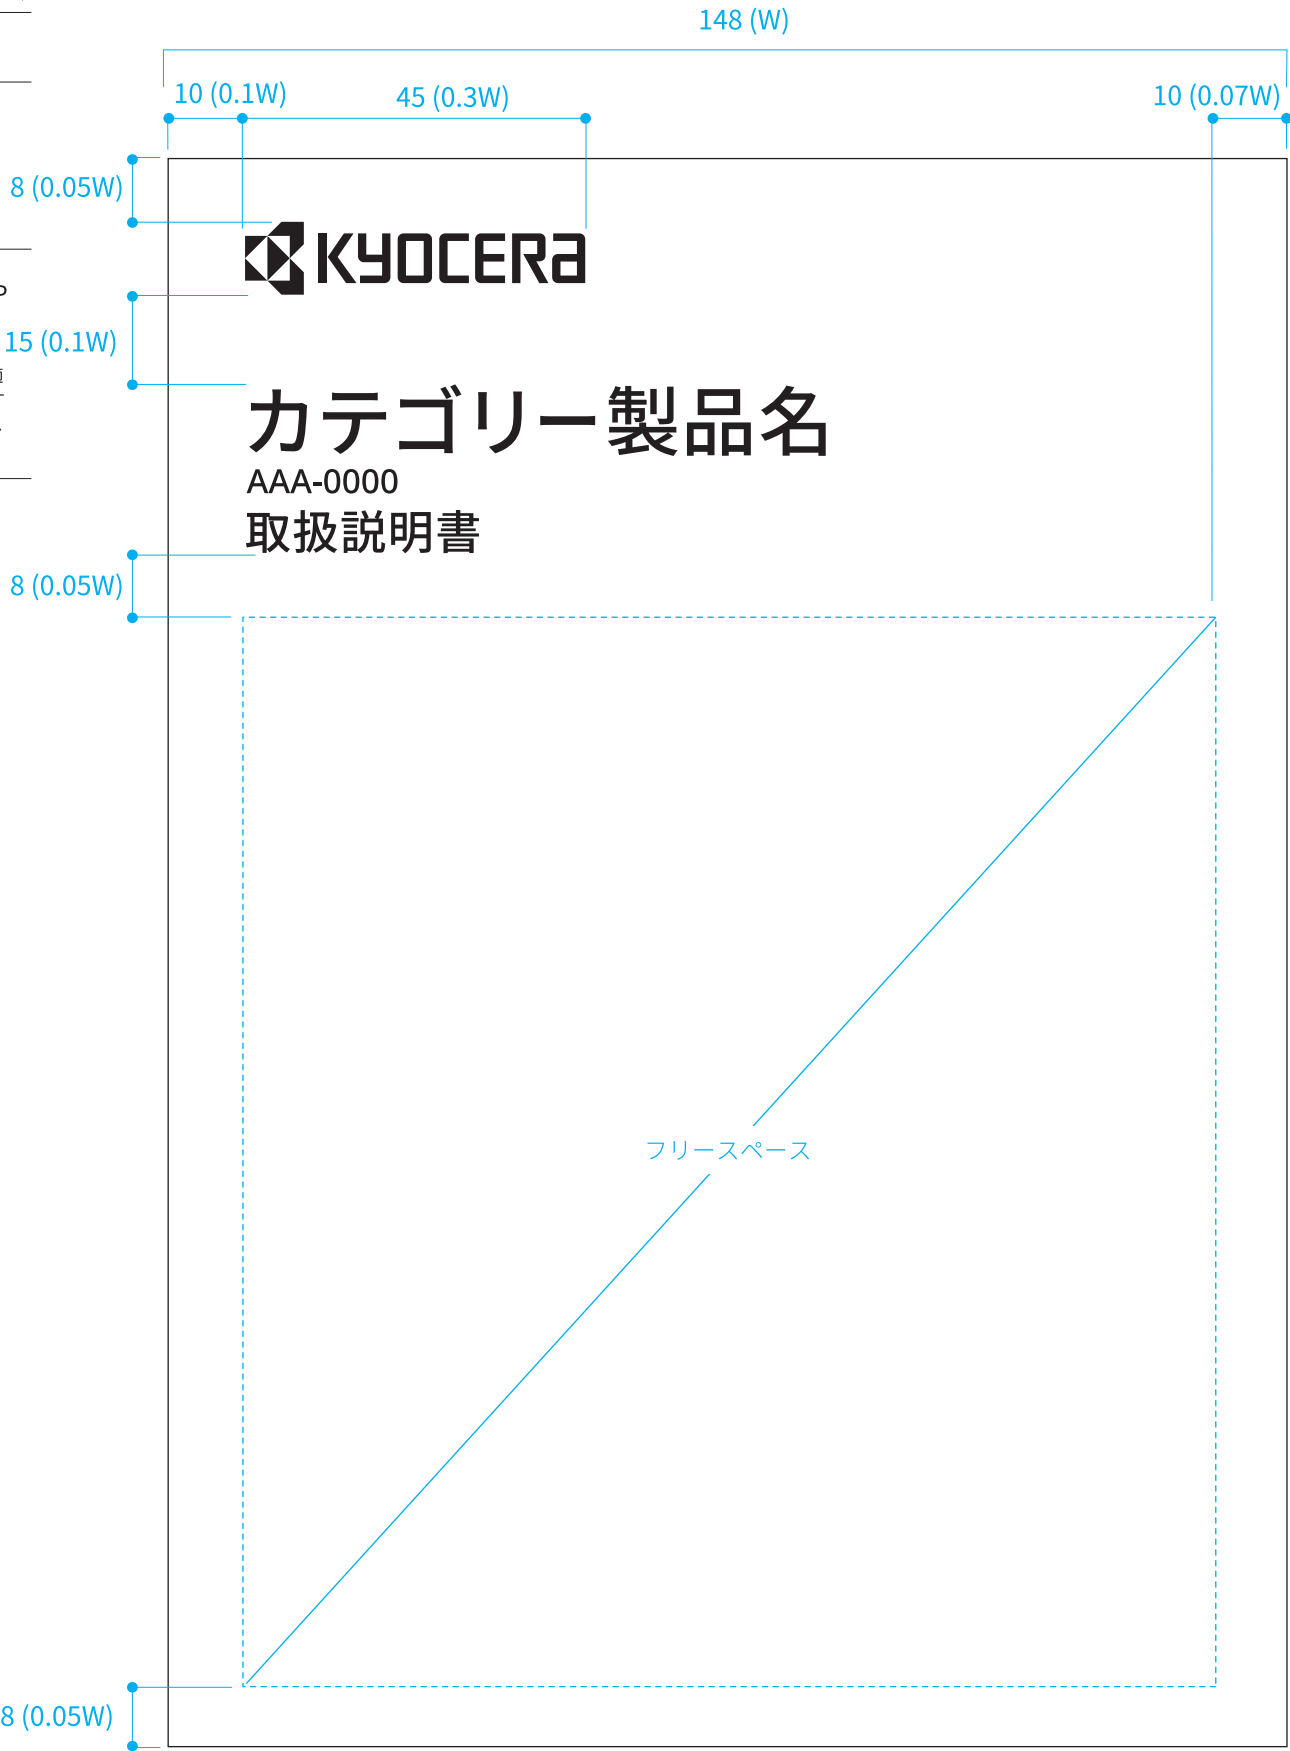 148 (W)
10 (0.1W)
45 (0.3W)
10 (0.07W)
8 (0.05W)
KYOCERa
15 (0.1W)
カテゴリー製品名
AAA-0000
取扱説明書
8 (0.05W)
フリースペース
8 (0.05W)